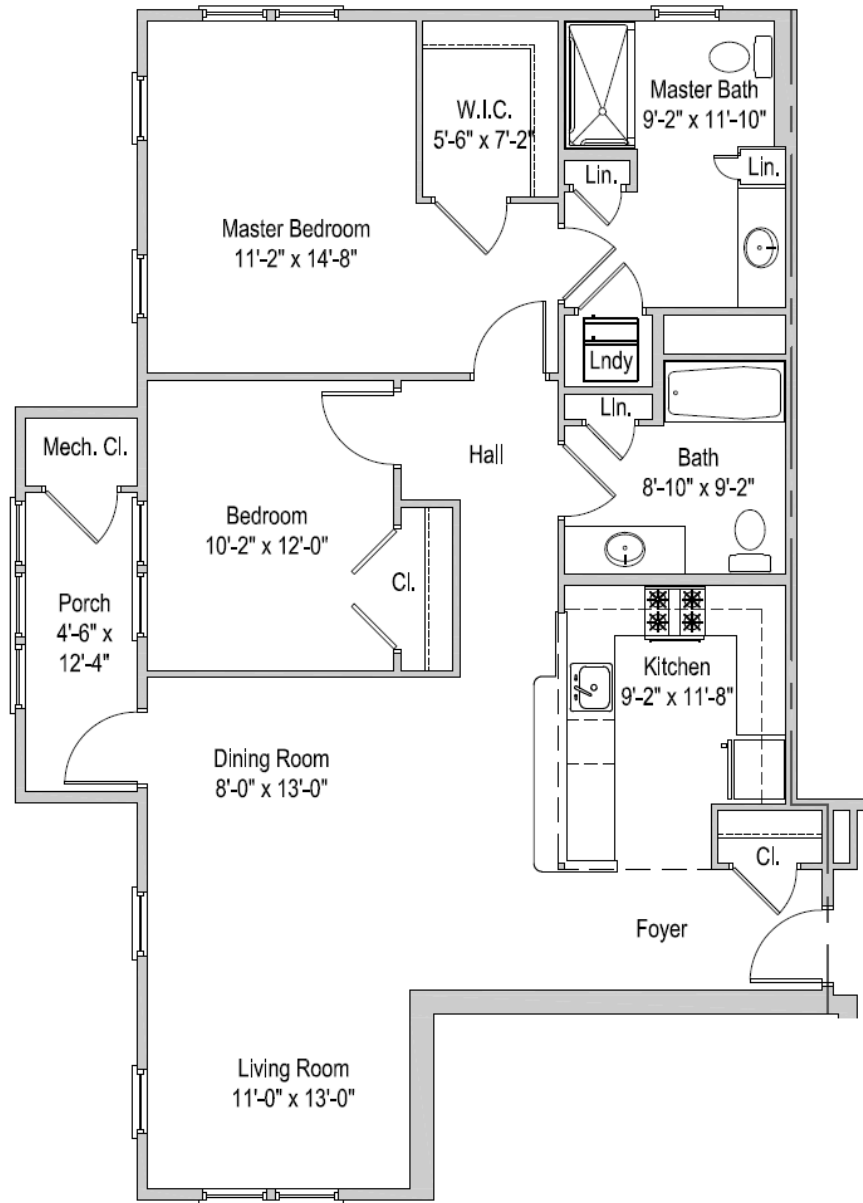 W.I.C.
5'-6" x 7'-2"
Master Bath
9'-2" x 11'-10"
Lin.
Lin.
Master Bedroom
11'-2" x 14'-8"
Lndy
Lln.
Mech. Cl.
Hall
Bath
8'-10" x 9'-2"
Bedroom
10'-2" x 12'-0"
Cl.
Porch
4'-6" x
12'-4"
Kitchen
9'-2" x 11'-8"
Dining Room
8'-0" x 13'-0"
Cl.
Foyer
Living Room
11'-0" x 13'-0"